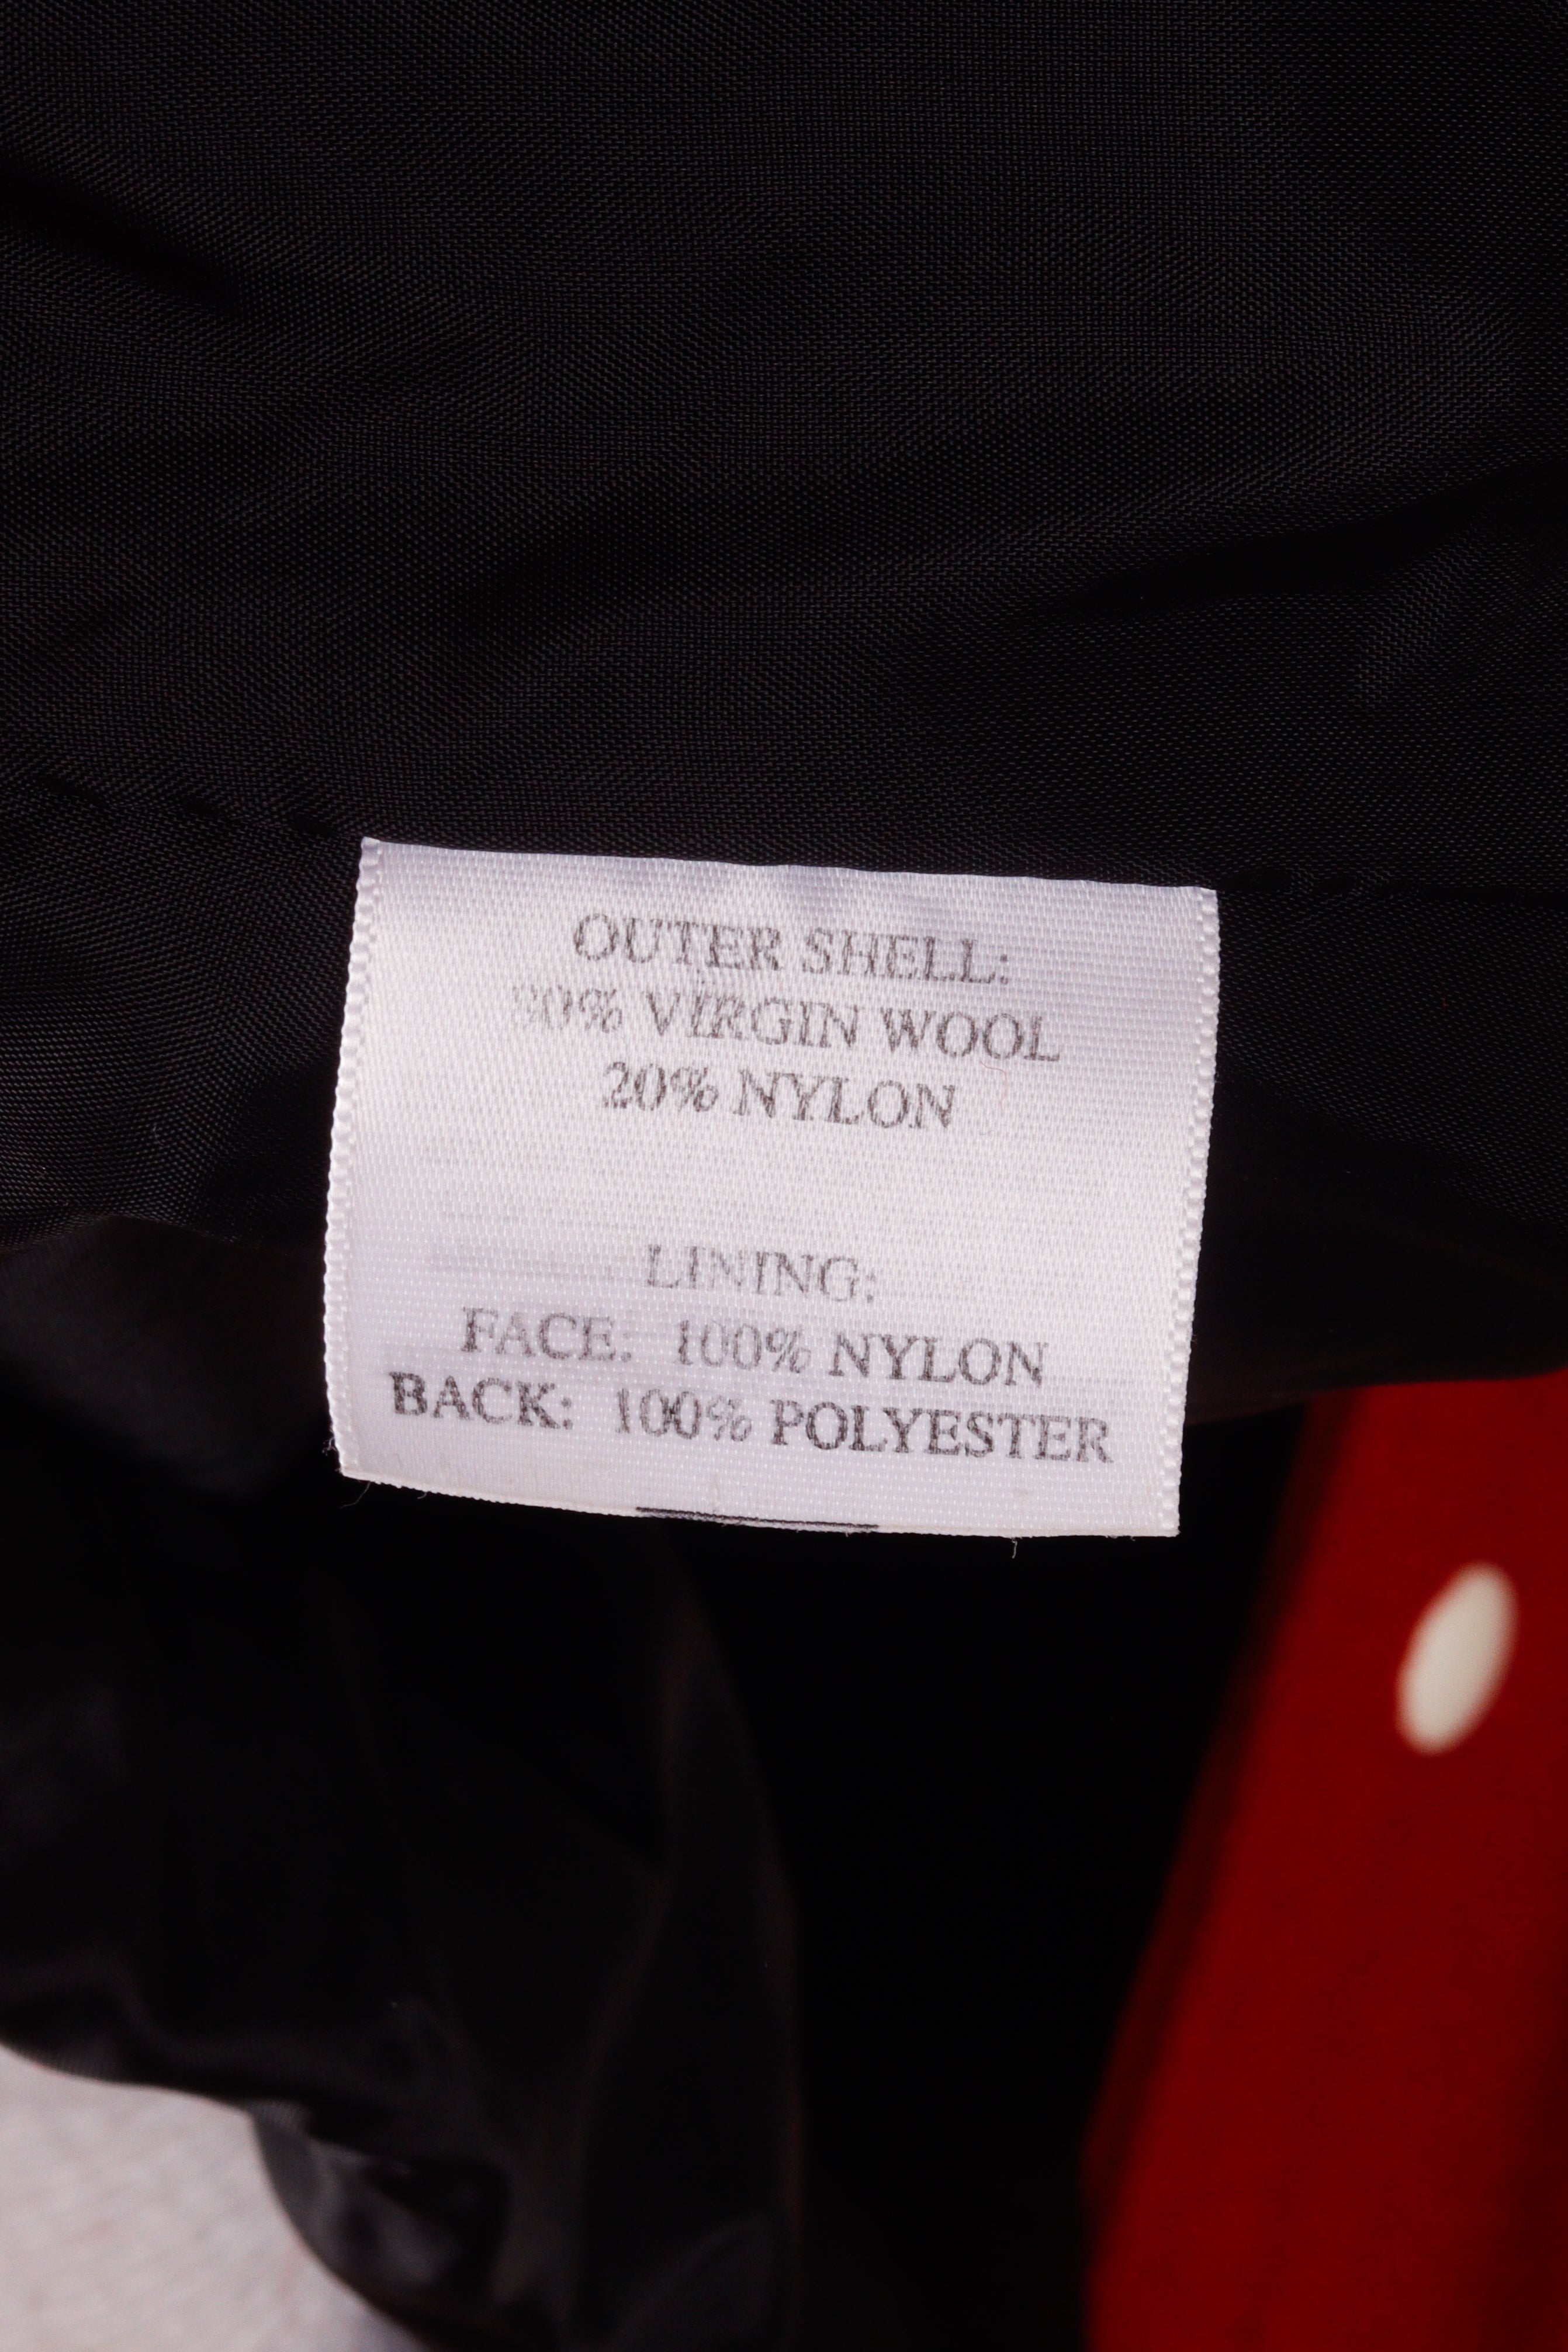 OUTER SHELL:
80% VIRGIN WOOL
20% NYLON
LINING:
FACE: 100% NYLON
BACK: 100% POLYESTER